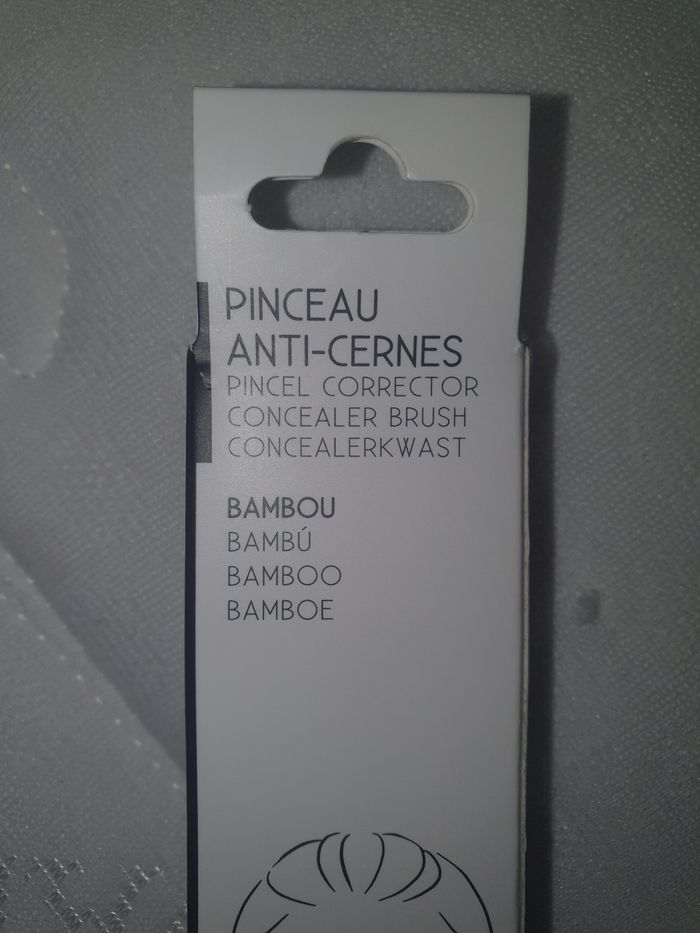 PINCEAU
ANTI-CERNES
PINCEL CORRECTOR
CONCEALER BRUSH
CONCEALERKWAST
BAMBOU
BAMBÚ
BAMBOO
BAMBOE